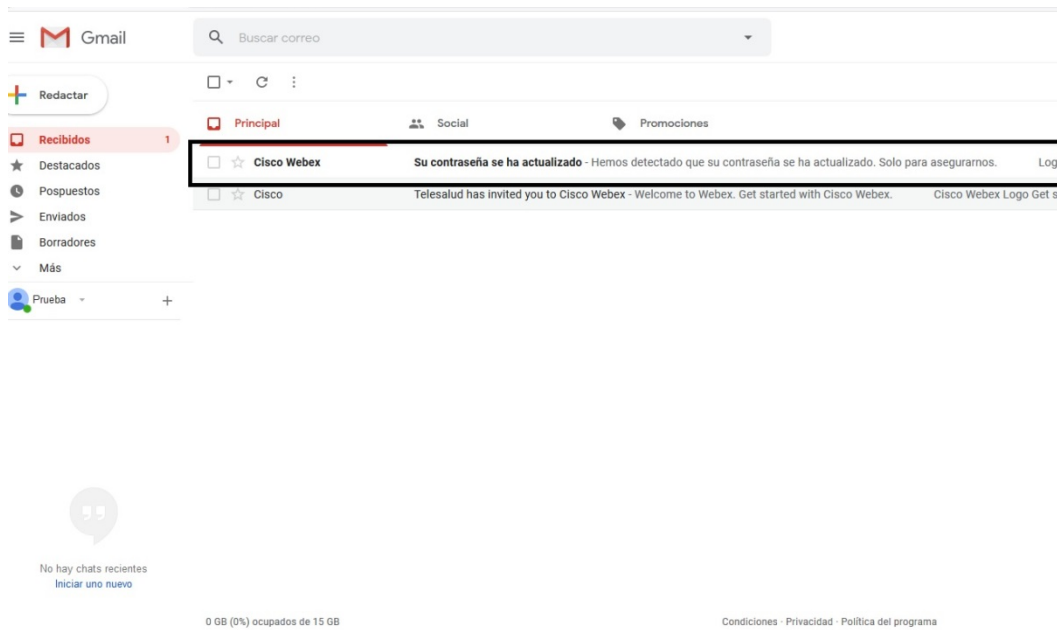 Gmail
Buscar correo
Redactar
Principal
Social
Promociones
Recibidos 1
Destacados
Pospuestos
Enviados
Borradores
Más
Prueba
Cisco Webex Su contraseña se ha actualizado - Hemos detectado que su contraseña se ha actualizado. Solo para asegurarnos. Log
Cisco Telesalud has invited you to Cisco Webex - Welcome to Webex. Get started with Cisco Webex. Cisco Webex Logo Get s
No hay chats recientes
Iniciar uno nuevo
0 GB (0%) ocupados de 15 GB
Condiciones · Privacidad · Política del programa